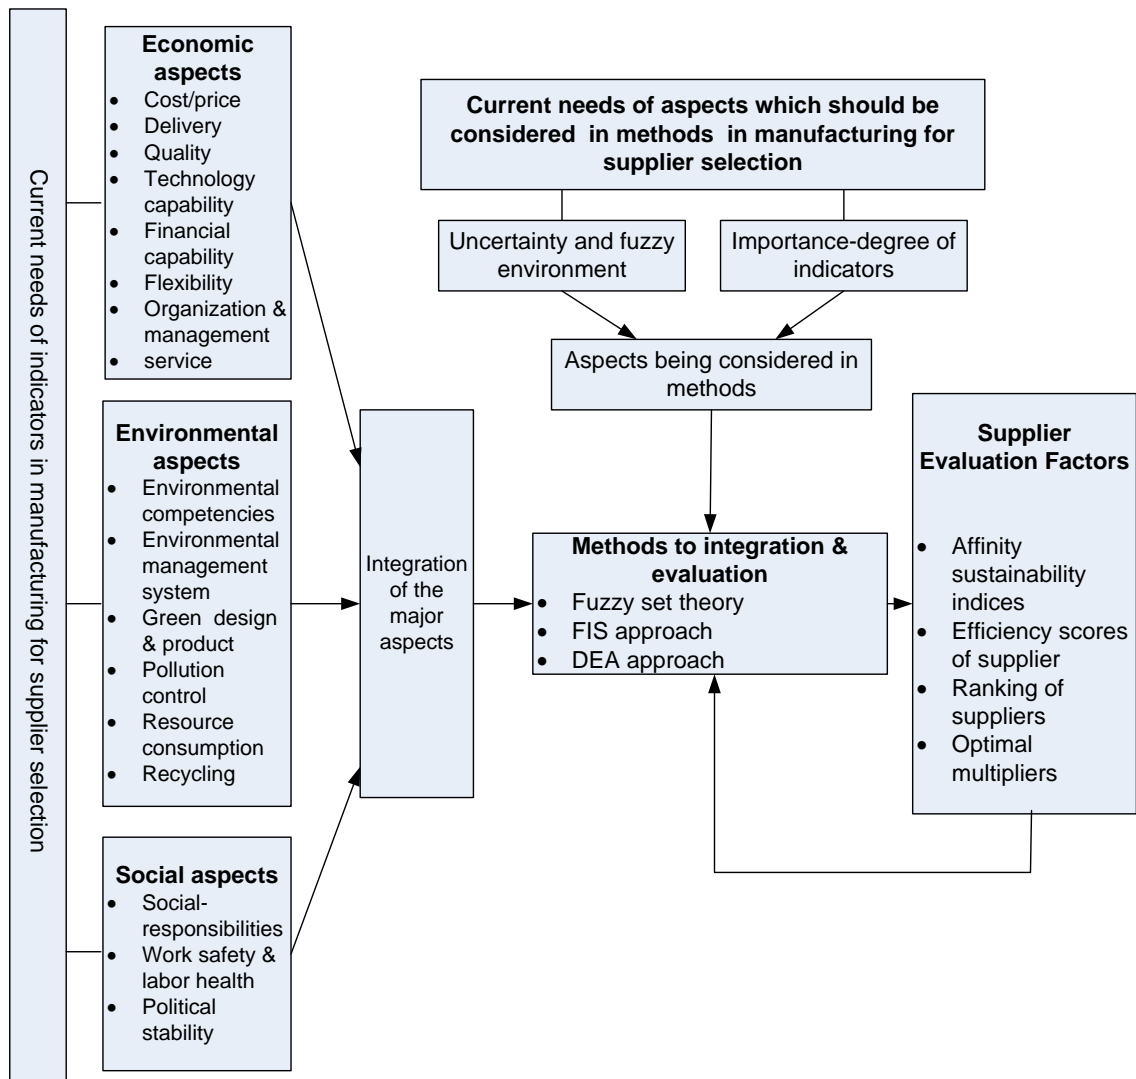 Current needs of indicators in manufacturing for supplier selection
Economic
aspects
• Cost/price
• Delivery
• Quality
• Technology
capability
• Financial
capability
• Flexibility
• Organization &
management
• service
Environmental
aspects
• Environmental
competencies
• Environmental
management
system
• Green design
& product
• Pollution
control
• Resource
consumption
• Recycling
Social aspects
• Social-
responsibilities
• Work safety &
labor health
• Political
stability
Integration
of the
major
aspects
Current needs of aspects which should be
considered in methods in manufacturing for
supplier selection
Uncertainty and fuzzy
environment
Importance-degree of
indicators
Aspects being considered in
methods
Methods to integration &
evaluation
• Fuzzy set theory
• FIS approach
• DEA approach
Supplier
Evaluation Factors
• Affinity
sustainability
indices
• Efficiency scores
of supplier
• Ranking of
suppliers
• Optimal
multipliers